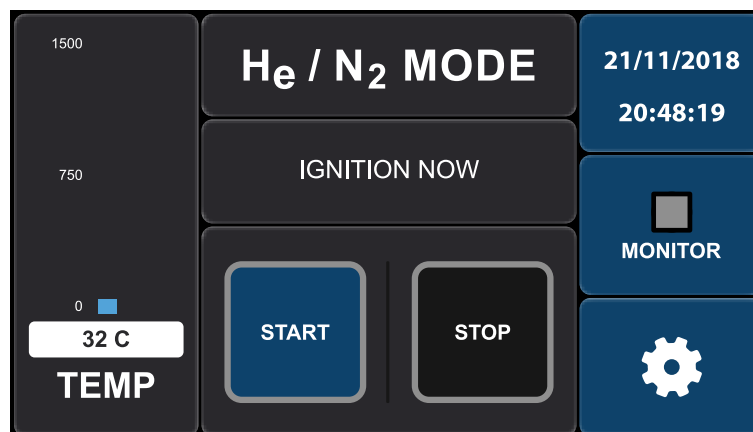 1500
750
0
32 C
TEMP
He / N2 MODE
IGNITION NOW
START
STOP
21/11/2018
20:48:19
MONITOR